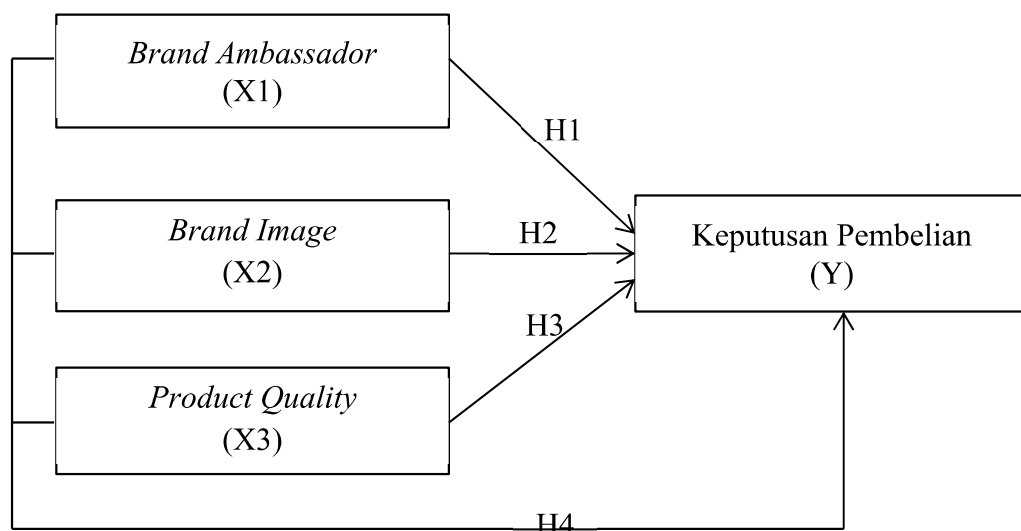 Brand Ambassador
(X1)
H1
Brand Image
(X2)
H2
Keputusan Pembelian
(Y)
H3
Product Quality
(X3)
H4